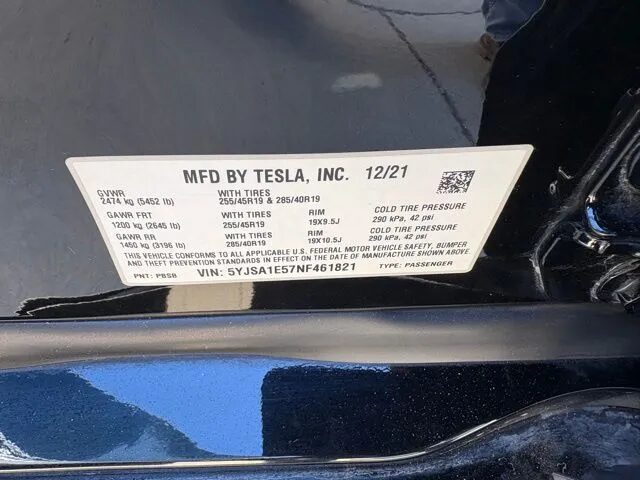 MFD BY TESLA, INC. 12/21
GVWR WITH TIRES
2474 kg (5452 lb) 255/45R19 & 285/40R19
GAWR FRT WITH TIRES RIM COLD TIRE PRESSURE
1200 kg (2645 lb) 255/45R19 19X9.5J 290 kPa, 42 psi
GAWR RR WITH TIRES RIM COLD TIRE PRESSURE
1450 kg (3196 lb) 285/40R19 19X10.5J 290 kPa, 42 psi
THIS VEHICLE CONFORMS TO ALL APPLICABLE U.S. FEDERAL MOTOR VEHICLE SAFETY, BUMPER
AND THEFT PREVENTION STANDARDS IN EFFECT ON THE DATE OF MANUFACTURE SHOWN ABOVE.
PNT: PBSB VIN: 5YJSA1E57NF461821 TYPE: PASSENGER